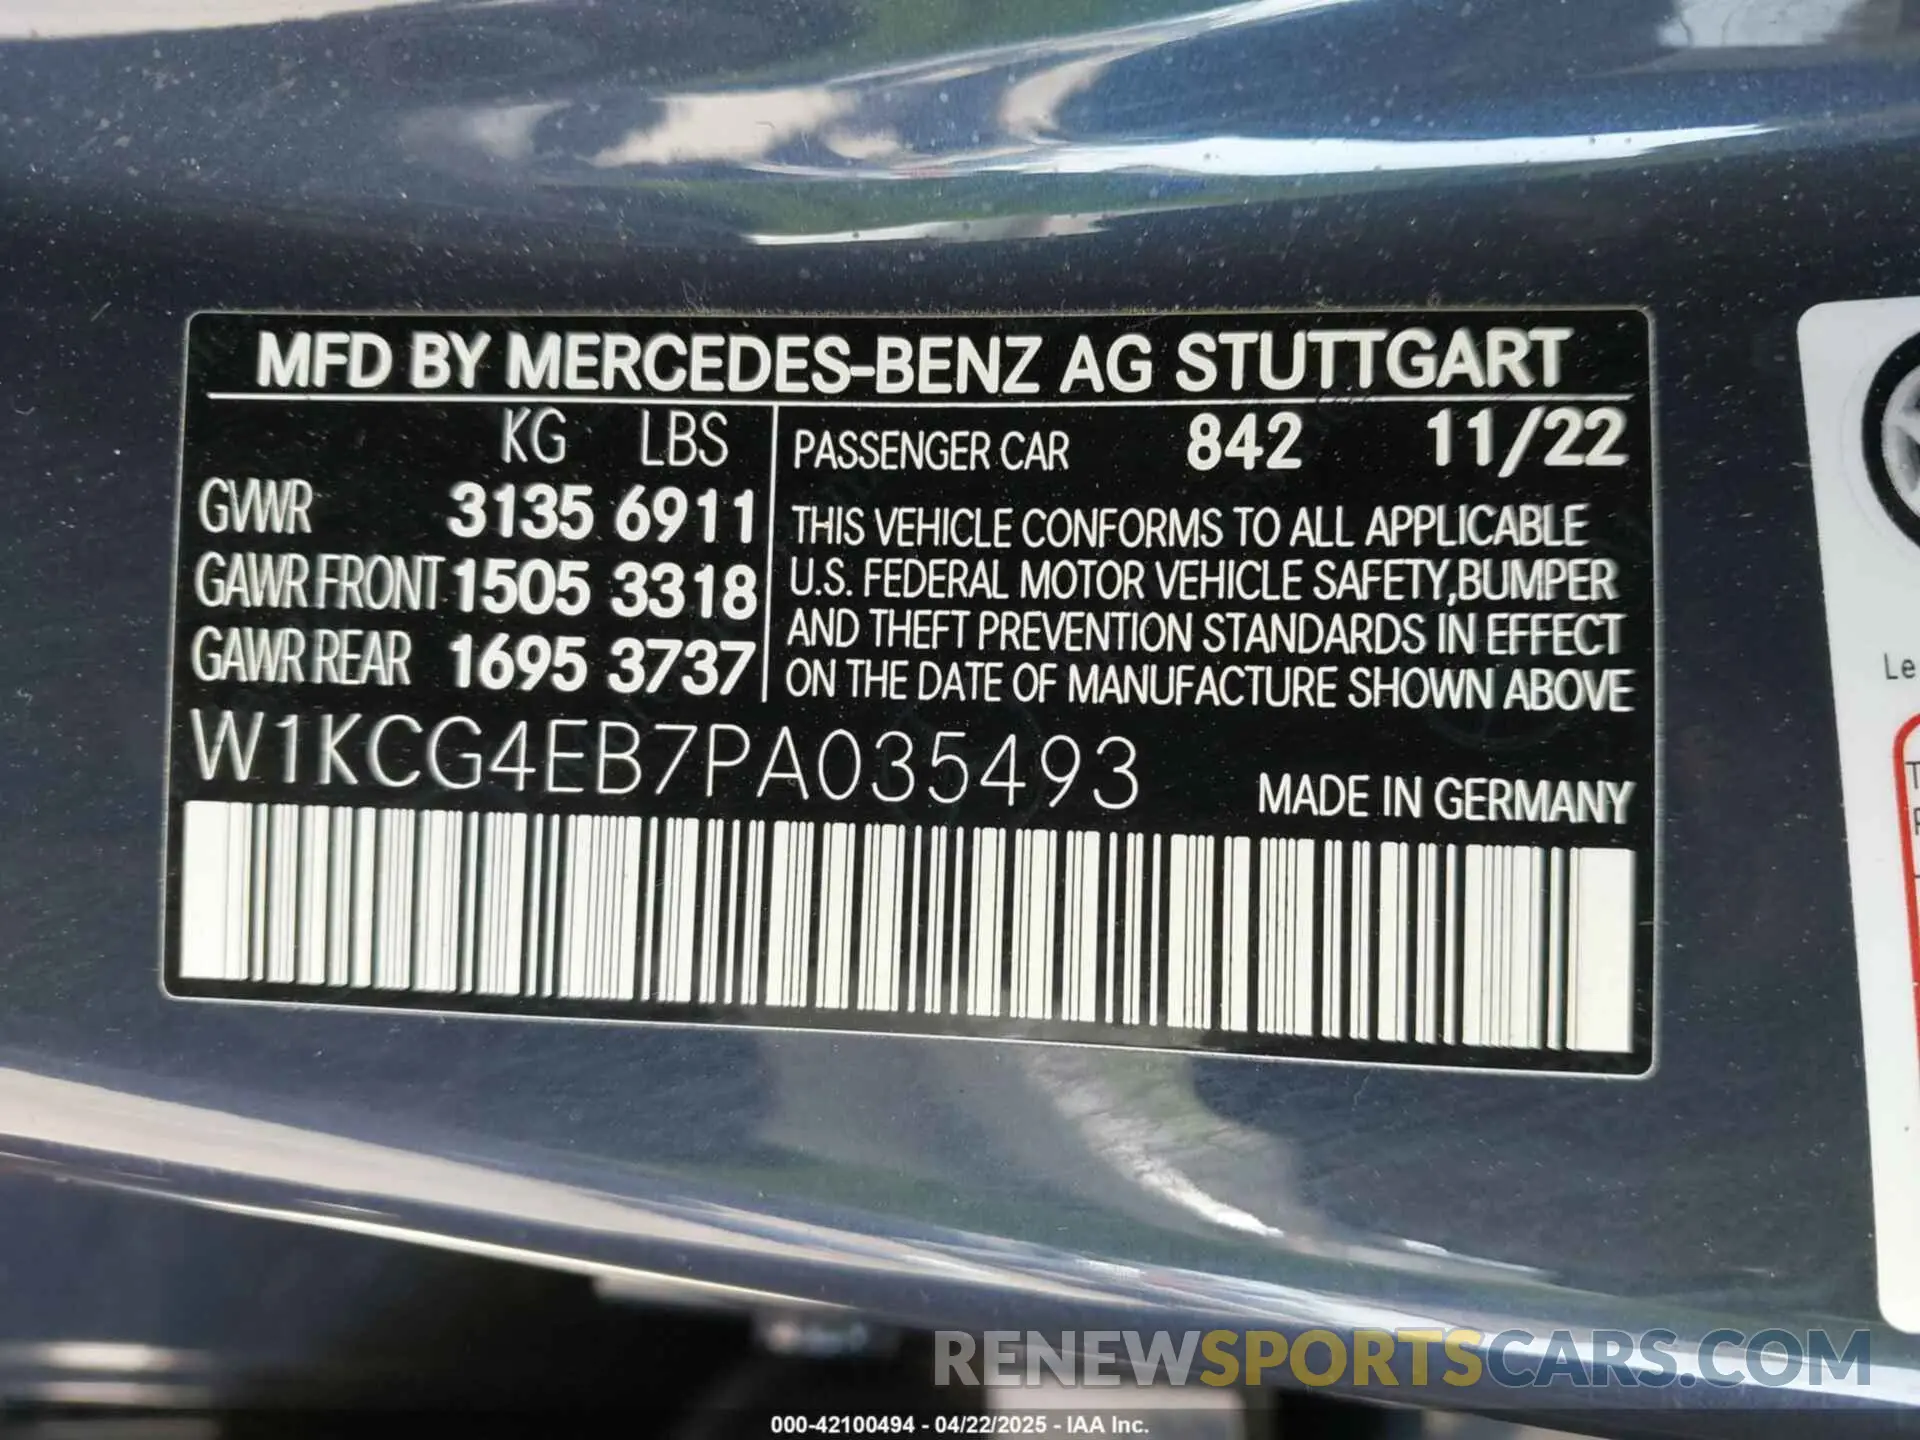 MFD BY MERCEDES-BENZ AG STUTTGART
KG LBS
GVWR 3135 6911
GAWR FRONT 1505 3318
GAWR REAR 1695 3737
PASSENGER CAR 842 11/22
THIS VEHICLE CONFORMS TO ALL APPLICABLE
U.S. FEDERAL MOTOR VEHICLE SAFETY,BUMPER
AND THEFT PREVENTION STANDARDS IN EFFECT
ON THE DATE OF MANUFACTURE SHOWN ABOVE
W1KCG4EB7PA035493
MADE IN GERMANY
Le
RENEWSPORTSCARS.COM
000-42100494 - 04/22/2025 - IAA Inc.